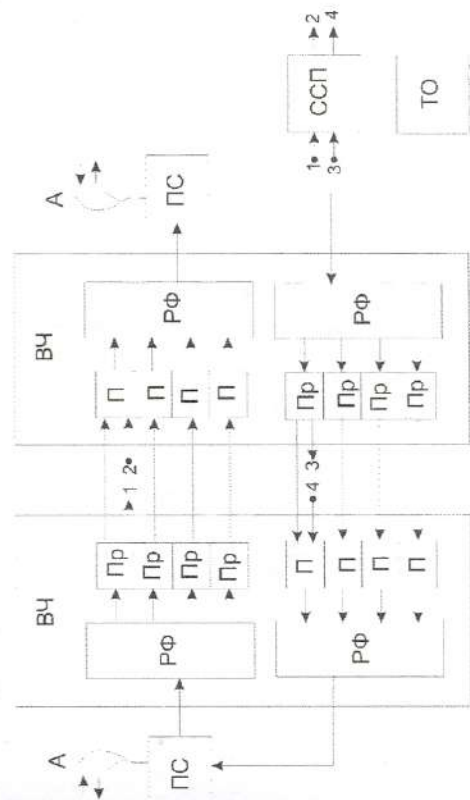 А
ВЧ
ВЧ
А
ПС
РФ
Пр
Пр
Пр
Пр
1 2
П
П
П
П
РФ
ПС
РФ
П
П
П
П
4 3
Пр
Пр
Пр
Пр
РФ
1
3
ССП
2
4
ТО